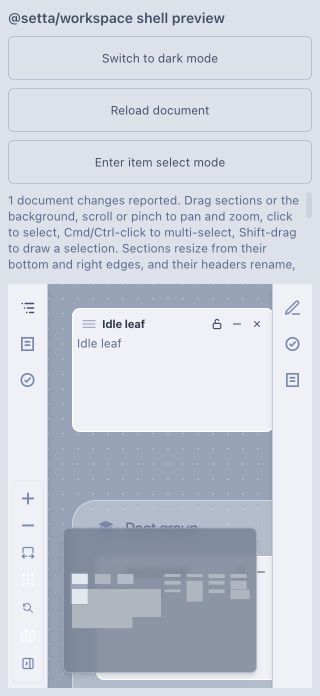 @setta/workspace shell preview
Switch to dark mode
Reload document
Enter item select mode
1 document changes reported. Drag sections or the
background, scroll or pinch to pan and zoom, click
to select, Cmd/Ctrl-click to multi-select, Shift-drag
to draw a selection. Sections resize from their
bottom and right edges, and their headers rename,
Idle leaf
Idle leaf
Root group